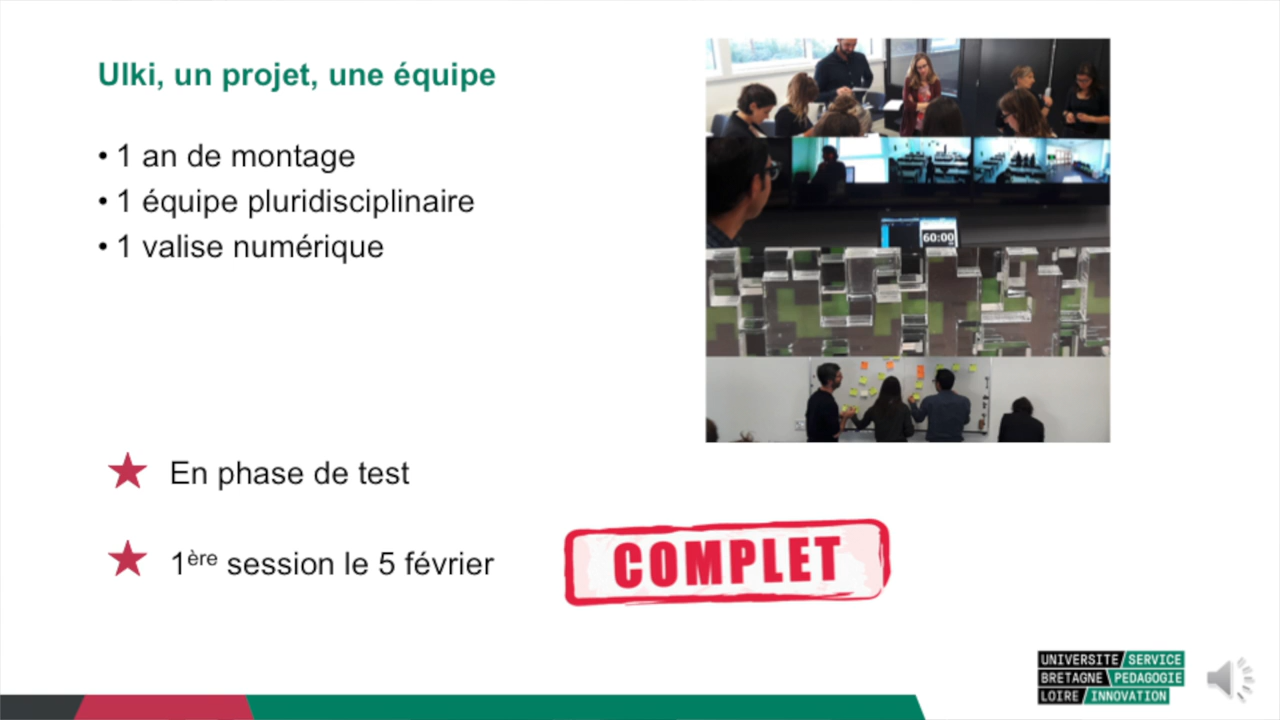 Ulki, un projet, une équipe
• 1 an de montage
• 1 équipe pluridisciplinaire
• 1 valise numérique
60:00
★ En phase de test
★ 1ère session le 5 février
COMPLET
UNIVERSITE/SERVICE
BRETAGNE/PEDAGOGIE
LOIRE/INNOVATION